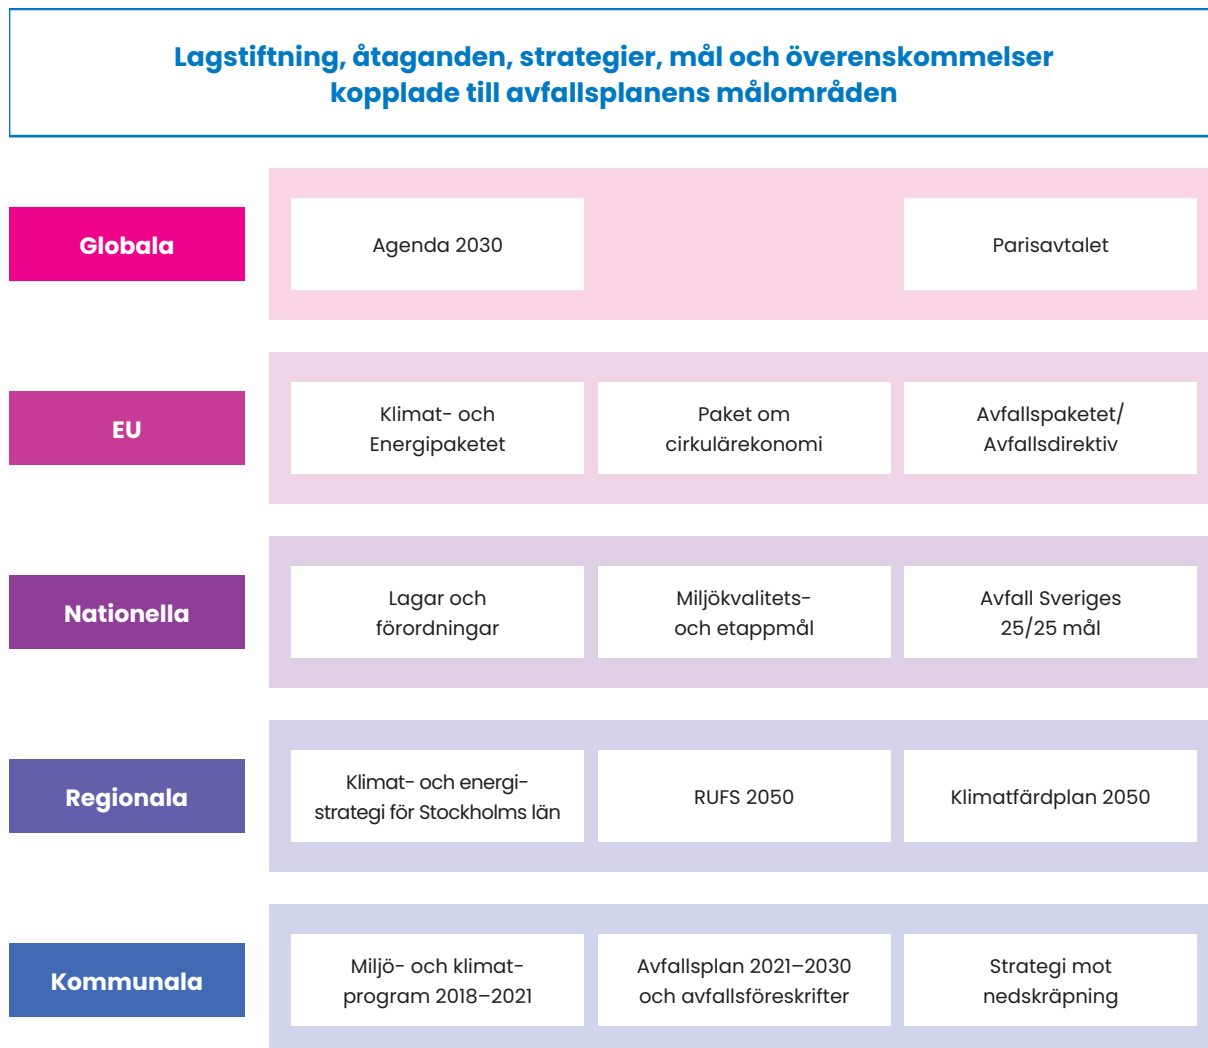 Lagstiftning, åtaganden, strategier, mål och överenskommelser
kopplade till avfallsplanens målområden
Globala
Agenda 2030
Parisavtalet
EU
Klimat- och
Energipaketet
Paket om
cirkulärekonomi
Avfallspaketet/
Avfallsdirektiv
Nationella
Lagar och
förordningar
Miljökvalitets-
och etappmål
Avfall Sveriges
25/25 mål
Regionala
Klimat- och energi-
strategi för Stockholms län
RUFS 2050
Klimatfärdplan 2050
Kommunala
Miljö- och klimat-
program 2018–2021
Avfallsplan 2021–2030
och avfallsföreskrifter
Strategi mot
nedskräpning